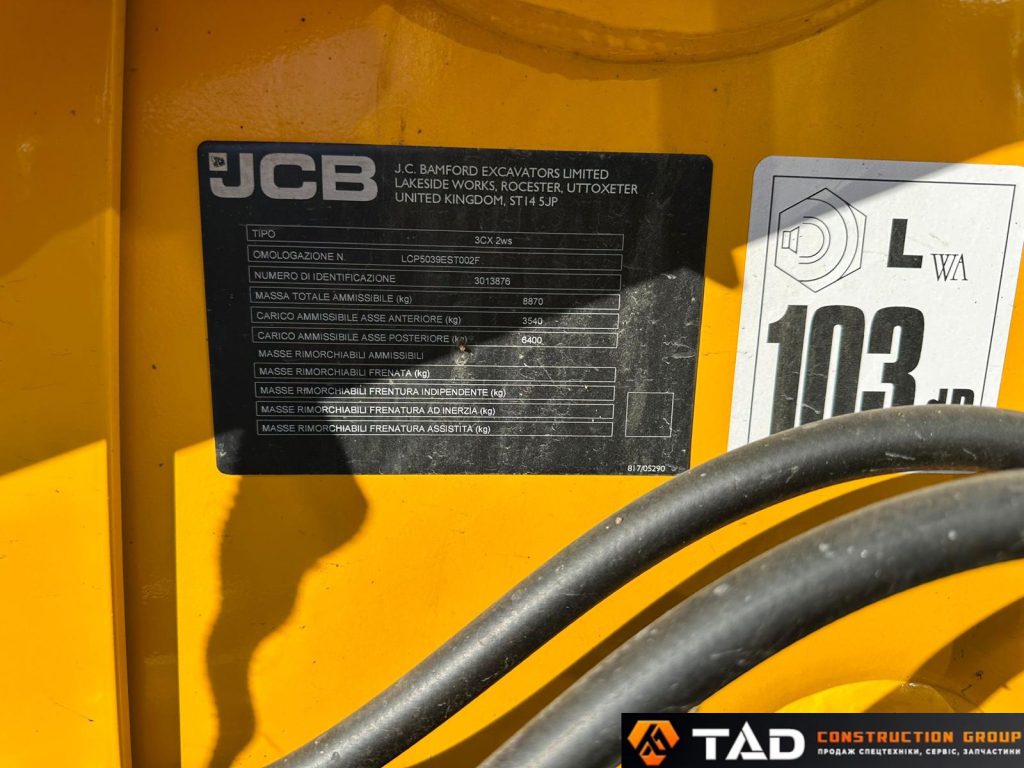 JCB
J.C. BAMFORD EXCAVATORS LIMITED
LAKESIDE WORKS, ROCESTER, UTTOXETER
UNITED KINGDOM, ST14 5JP
TIPO 3CX 2ws
OMOLOGAZIONE N. LCP5039EST002F
NUMERO DI IDENTIFICAZIONE 3013876
MASSA TOTALE AMMISSIBILE (kg) 8870
CARICO AMMISSIBILE ASSE ANTERIORE (kg) 3540
CARICO AMMISSIBILE ASSE POSTERIORE (kg) 6400
MASSE RIMORCHIABILI AMMISSIBILI
MASSE RIMORCHIABILI FRENATA (kg)
MASSE RIMORCHIABILI FRENTURA INDIPENDENTE (kg)
MASSE RIMORCHIABILI FRENATURA AD INERZIA (kg)
MASSE RIMORCHIABILI FRENATURA ASSISTITA (kg)
817/05290
L WA
103 dB
TAD CONSTRUCTION GROUP
ПРОДАЖ СПЕЦТЕХНІКИ, СЕРВІС, ЗАПЧАСТИНИ